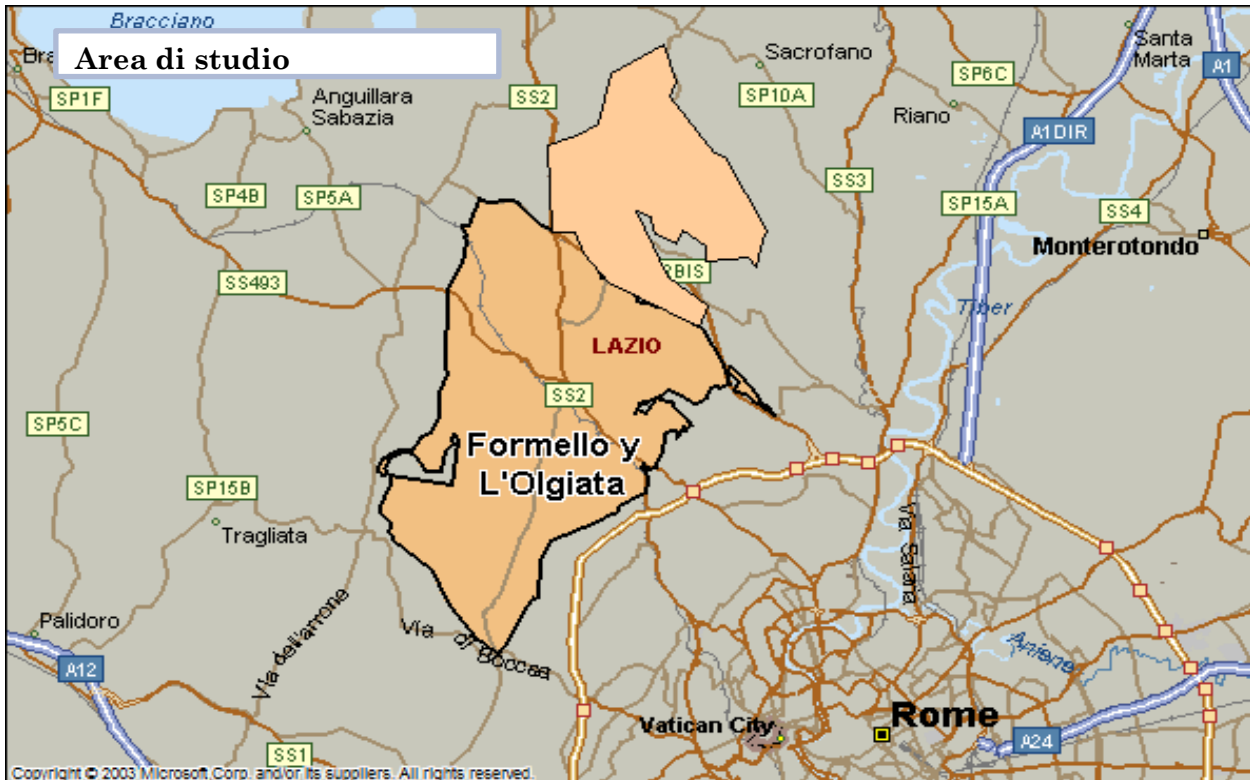 Bracciano
Area di studio
Santa
Marta
Sacrofano
SP6C
A1
SP1F
Anguillara
Sabazia
SS2
SP10A
Riano
A1DIR
SS3
SP4B
SP5A
SP15A
SS4
Monterotondo
SS493
RBIS
Tiber
LAZIO
SS2
SP5C
Formello y
L'Olgiata
SP15B
Tragliata
Via Salaria
Palidoro
Via dell'arrone
Via di Boccea
Aniene
A12
Vatican City
Rome
A24
SS1
Copyright © 2003 Microsoft Corp. and/or its suppliers. All rights reserved.